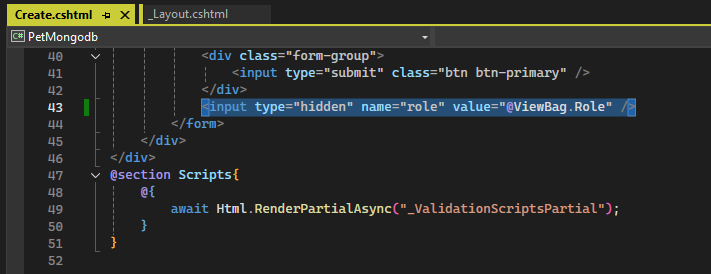 Create.cshtml
_Layout.cshtml
C# PetMongodb
40 <div class="form-group">
41 <input type="submit" class="btn btn-primary" />
42 </div>
43 <input type="hidden" name="role" value="@ViewBag.Role" />
44 </form>
45 </div>
46 </div>
47 @section Scripts{
48 @{
49 await Html.RenderPartialAsync("_ValidationScriptsPartial");
50 }
51 }
52